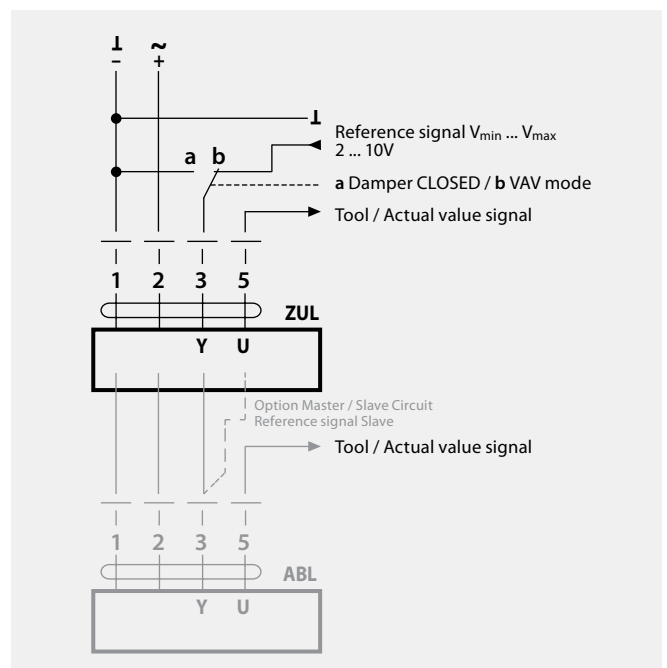 ⊥ ~
– +
⊥
Reference signal Vmin ... Vmax
2 ... 10V
a b
a Damper CLOSED / b VAV mode
Tool / Actual value signal
1 2 3 5
ZUL
Y U
Option Master / Slave Circuit
Reference signal Slave
Tool / Actual value signal
1 2 3 5
ABL
Y U